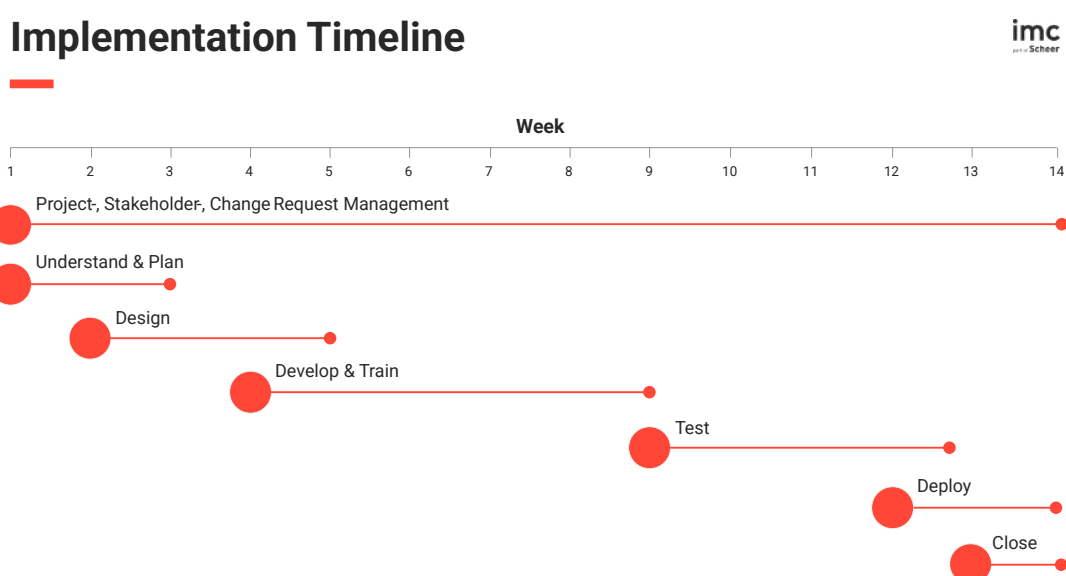 Implementation Timeline
imc
part of Scheer
Week
1 2 3 4 5 6 7 8 9 10 11 12 13 14
Project-, Stakeholder-, Change Request Management
Understand & Plan
Design
Develop & Train
Test
Deploy
Close